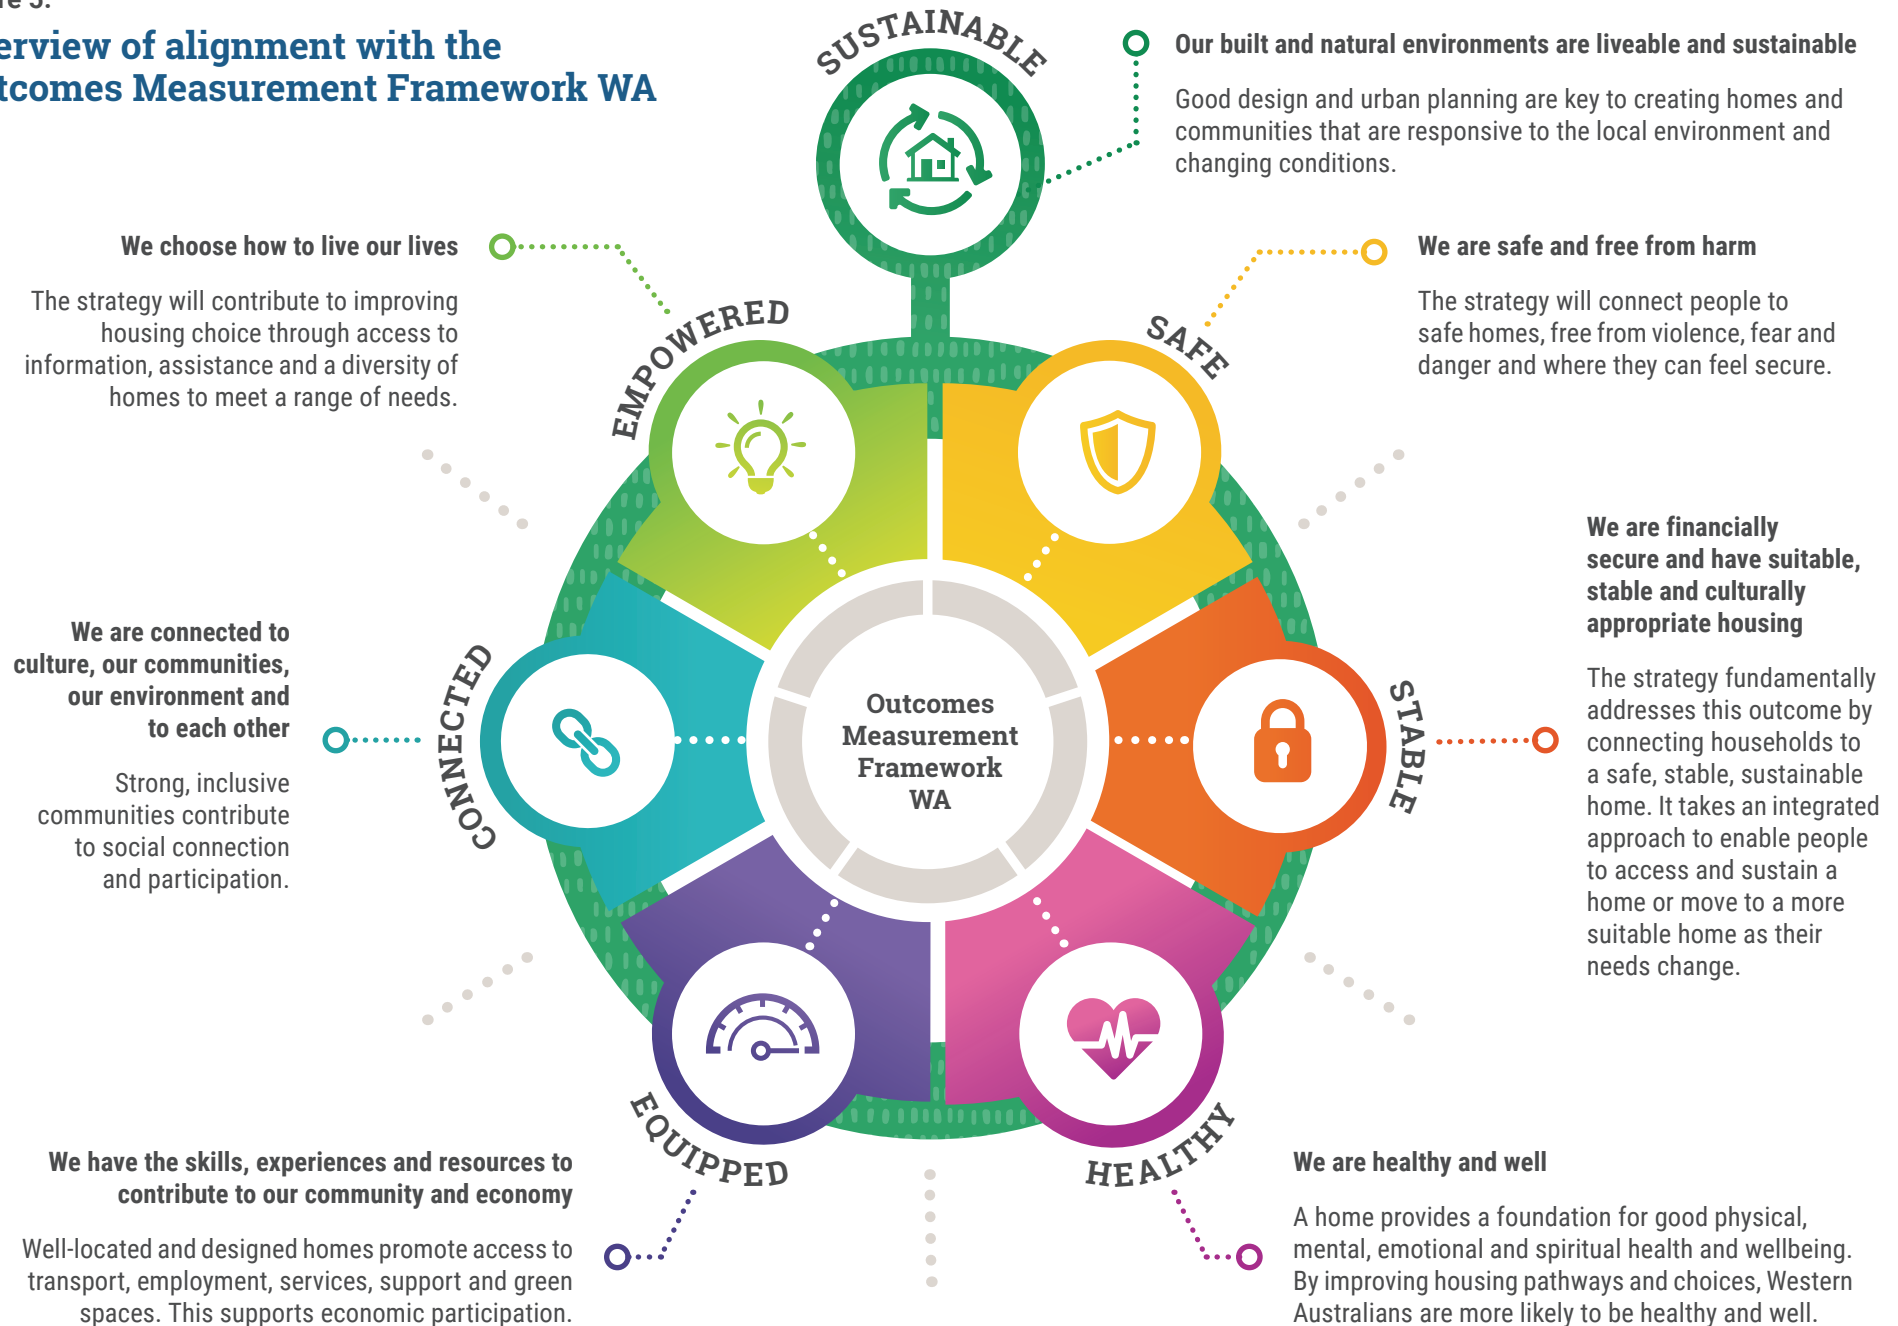 erview of alignment with the
tcomes Measurement Framework WA
SUSTAINABLE
Our built and natural environments are liveable and sustainable
Good design and urban planning are key to creating homes and
communities that are responsive to the local environment and
changing conditions.
We choose how to live our lives
The strategy will contribute to improving
housing choice through access to
information, assistance and a diversity of
homes to meet a range of needs.
EMPOWERED
SAFE
We are safe and free from harm
The strategy will connect people to
safe homes, free from violence, fear and
danger and where they can feel secure.
We are connected to
culture, our communities,
our environment and
to each other
Strong, inclusive
communities contribute
to social connection
and participation.
CONNECTED
Outcomes
Measurement
Framework
WA
STABLE
We are financially
secure and have suitable,
stable and culturally
appropriate housing
The strategy fundamentally
addresses this outcome by
connecting households to
a safe, stable, sustainable
home. It takes an integrated
approach to enable people
to access and sustain a
home or move to a more
suitable home as their
needs change.
EQUIPPED
We have the skills, experiences and resources to
contribute to our community and economy
Well-located and designed homes promote access to
transport, employment, services, support and green
spaces. This supports economic participation.
HEALTHY
We are healthy and well
A home provides a foundation for good physical,
mental, emotional and spiritual health and wellbeing.
By improving housing pathways and choices, Western
Australians are more likely to be healthy and well.